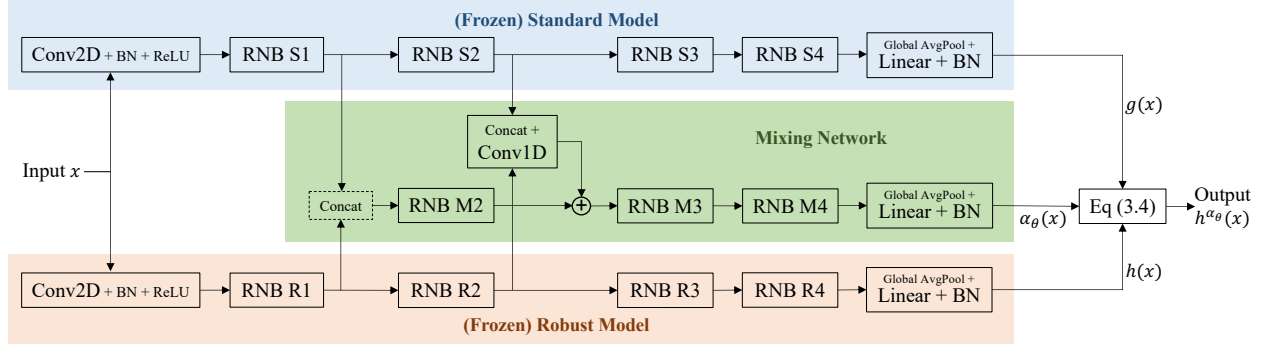 (Frozen) Standard Model
Conv2D + BN + ReLU
RNB S1
RNB S2
RNB S3
RNB S4
Global AvgPool +
Linear + BN
g(x)
Mixing Network
Concat +
Conv1D
Input x
Concat
RNB M2
+
RNB M3
RNB M4
Global AvgPool +
Linear + BN
α_θ(x)
Eq (3.4)
Output
h^{α_θ}(x)
h(x)
Conv2D + BN + ReLU
RNB R1
RNB R2
RNB R3
RNB R4
Global AvgPool +
Linear + BN
(Frozen) Robust Model